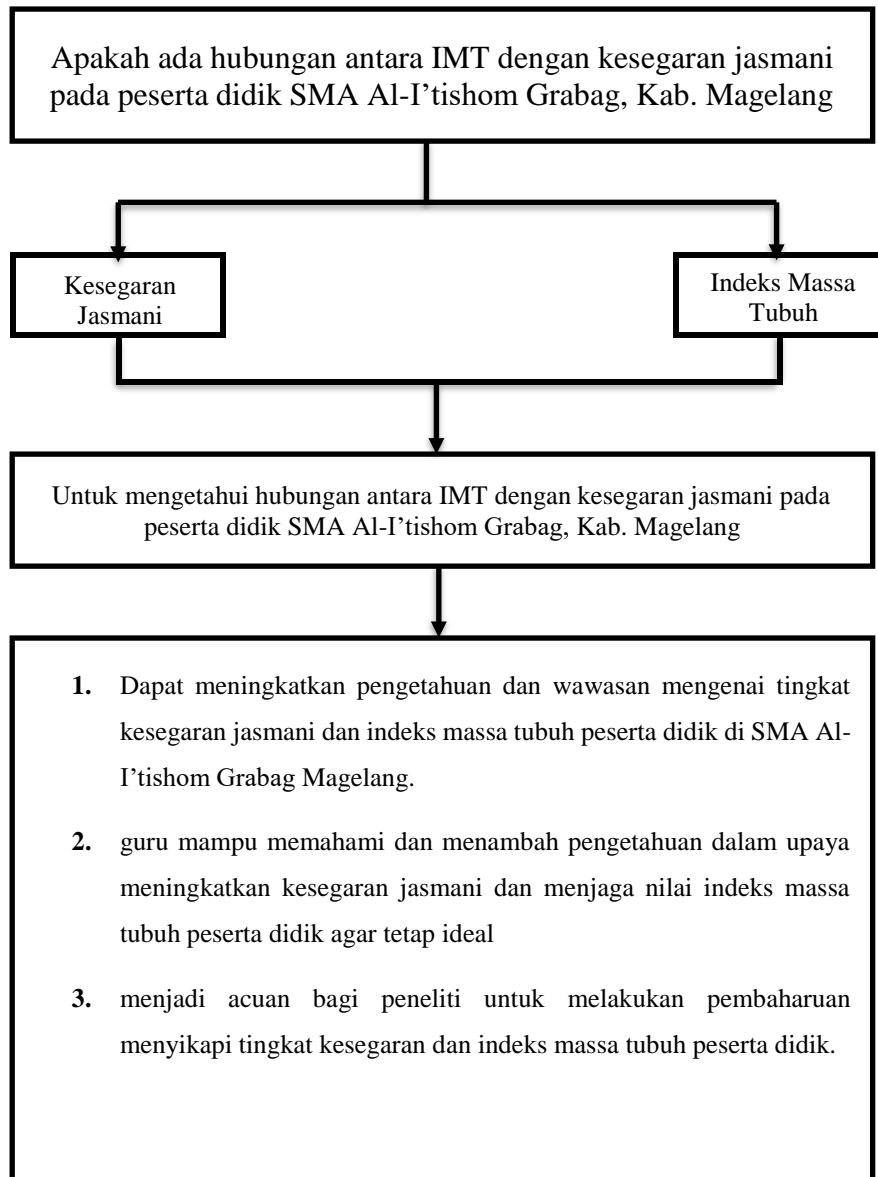 Apakah ada hubungan antara IMT dengan kesegaran jasmani
pada peserta didik SMA Al-I’tishom Grabag, Kab. Magelang
Kesegaran
Jasmani
Indeks Massa
Tubuh
Untuk mengetahui hubungan antara IMT dengan kesegaran jasmani pada
peserta didik SMA Al-I’tishom Grabag, Kab. Magelang
1. Dapat meningkatkan pengetahuan dan wawasan mengenai tingkat
kesegaran jasmani dan indeks massa tubuh peserta didik di SMA Al-
I’tishom Grabag Magelang.
2. guru mampu memahami dan menambah pengetahuan dalam upaya
meningkatkan kesegaran jasmani dan menjaga nilai indeks massa
tubuh peserta didik agar tetap ideal
3. menjadi acuan bagi peneliti untuk melakukan pembaharuan
menyikapi tingkat kesegaran dan indeks massa tubuh peserta didik.